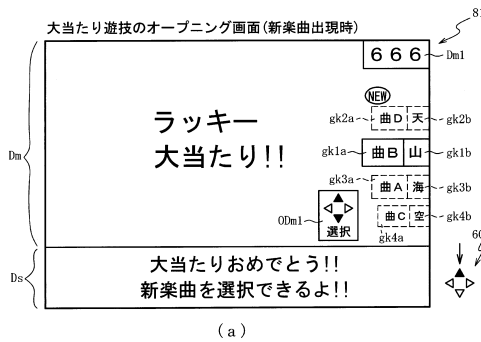 大当たり遊技のオープニング画面(新楽曲出現時)
81
666
Dm1
NEW
gk2a
曲D
天
gk2b
Dm
ラッキー
大当たり!!
gk1a
曲B
山
gk1b
gk3a
曲A
海
gk3b
ODm1
選択
曲C
空
gk4b
gk4a
60
Ds
大当たりおめでとう!!
新楽曲を選択できるよ!!
(a)